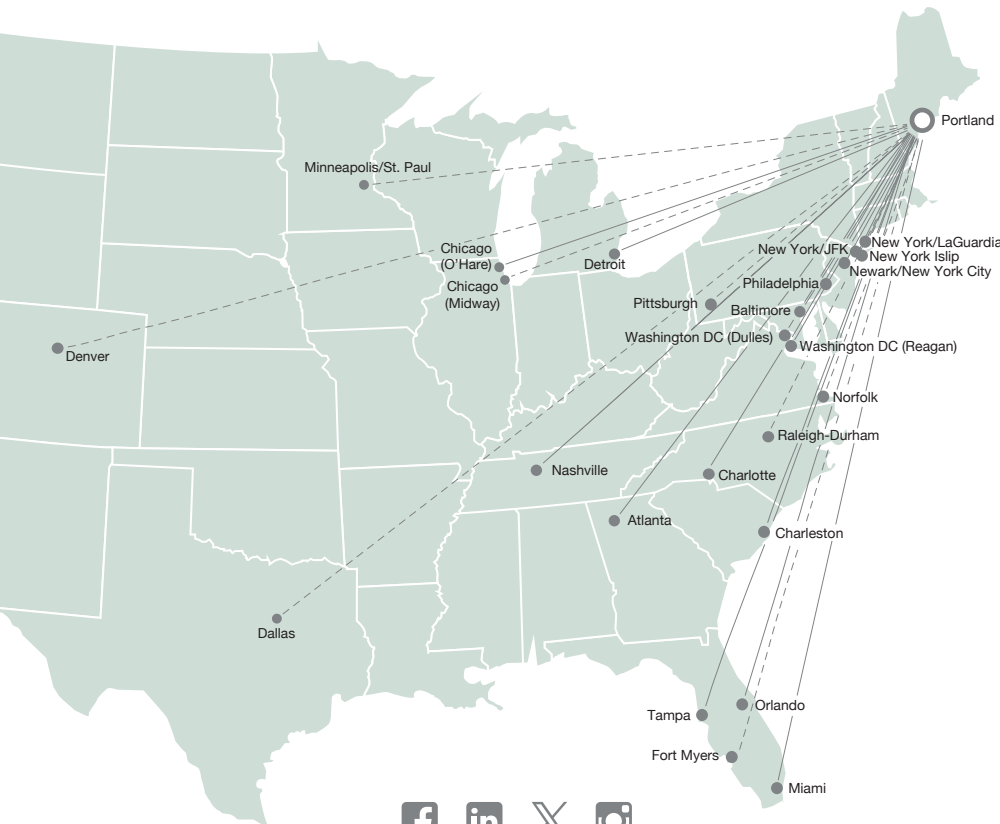 Portland
Minneapolis/St. Paul
New York/LaGuardia
Chicago
(O'Hare)
New York/JFK
New York Islip
Detroit
Newark/New York City
Chicago
(Midway)
Philadelphia
Pittsburgh
Baltimore
Washington DC (Dulles)
Washington DC (Reagan)
Denver
Norfolk
Raleigh-Durham
Nashville
Charlotte
Atlanta
Charleston
Dallas
Orlando
Tampa
Fort Myers
Miami